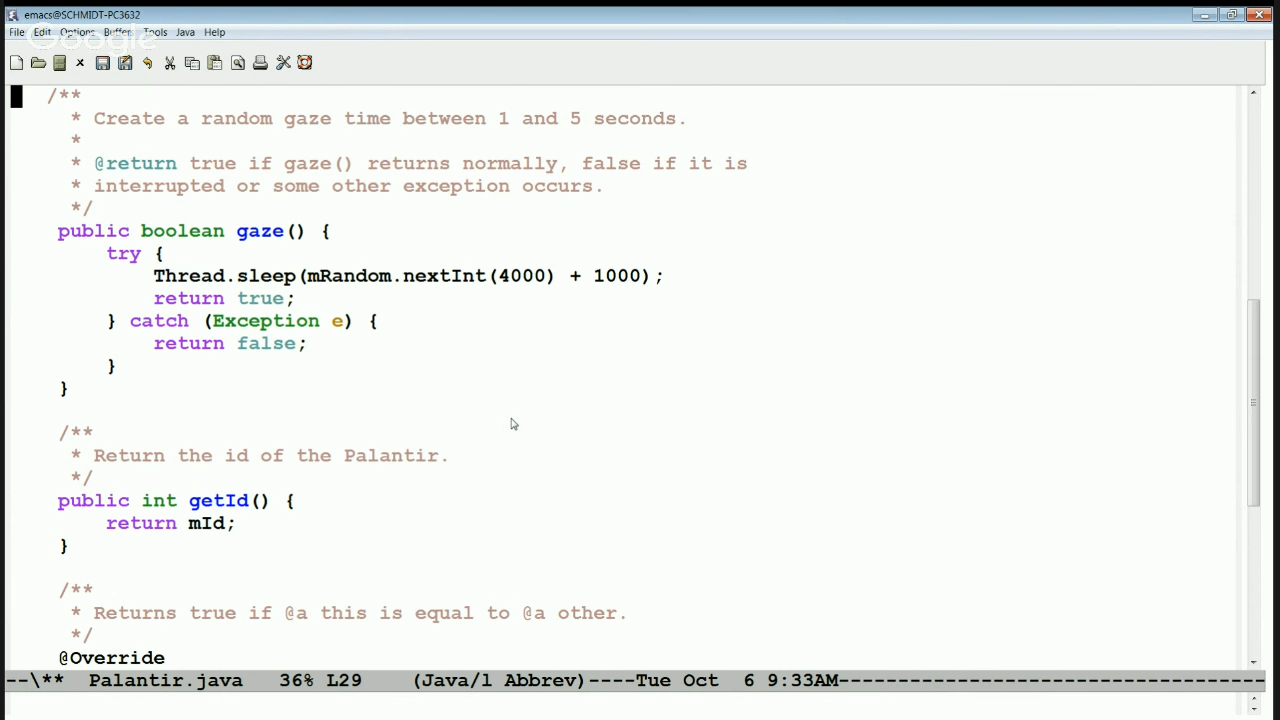 emacs@SCHMIDT-PC3632
File Edit Options Buffers Tools Java Help
Google
/**
* Create a random gaze time between 1 and 5 seconds.
*
* @return true if gaze() returns normally, false if it is
* interrupted or some other exception occurs.
*/
public boolean gaze() {
try {
Thread.sleep(mRandom.nextInt(4000) + 1000);
return true;
} catch (Exception e) {
return false;
}
}
/**
* Return the id of the Palantir.
*/
public int getId() {
return mId;
}
/**
* Returns true if @a this is equal to @a other.
*/
@Override
--\** Palantir.java 36% L29 (Java/l Abbrev)----Tue Oct 6 9:33AM------------------------------------